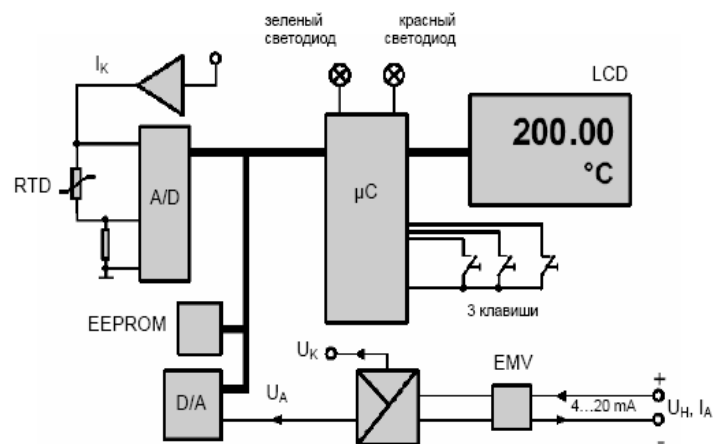 зеленый
светодиод
красный
светодиод
LCD
I_K
200.00
°C
RTD
A/D
µC
3 клавиши
EEPROM
U_K
EMV
D/A
U_A
4...20 mA
+
U_H, I_A
-